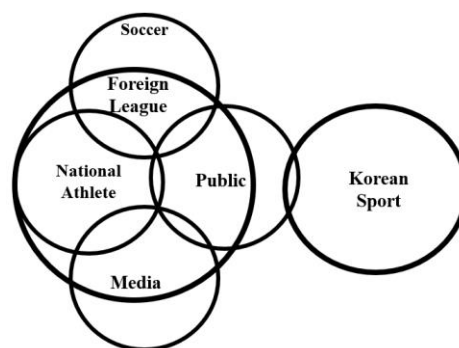 Soccer
Foreign
League
National
Athlete
Public
Korean
Sport
Media